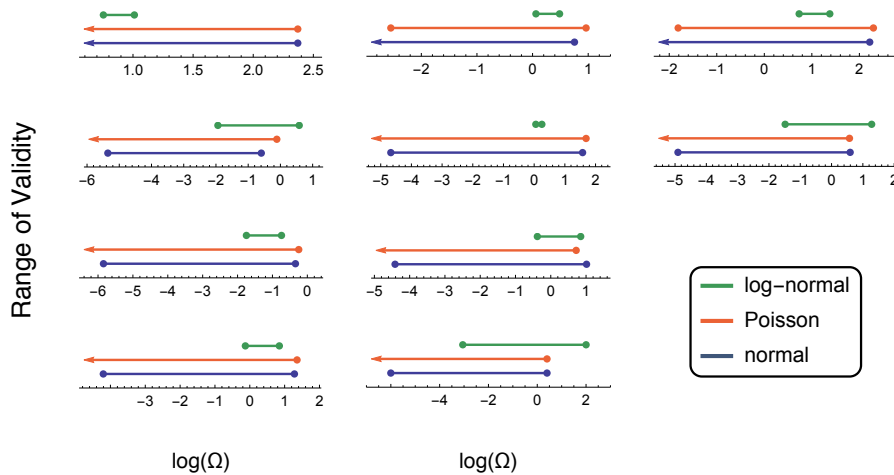 1.0 1.5 2.0 2.5
−2 −1 0 1
−2 −1 0 1 2
Range of Validity
−6 −4 −3 −2 −1 0 1
−4 −3 −2 −1 0 1 2
−5 −4 −3 −2 −1 0 1 2
−6 −5 −4 −3 −2 −1 0
−5 −4 −3 −2 −1 0 1
log−normal
Poisson
normal
−3 −2 −1 0 1 2
−4 −2 0 2
log(Ω) log(Ω)